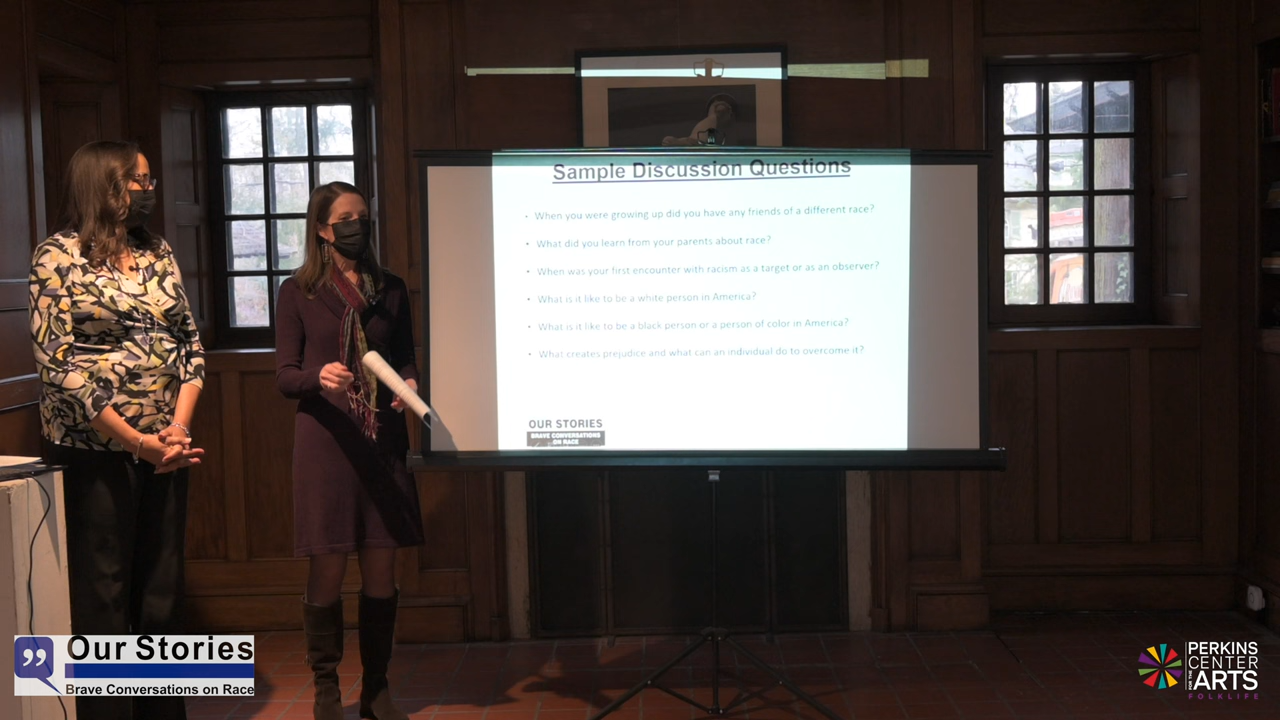 Sample Discussion Questions
• When you were growing up did you have any friends of a different race?
• What did you learn from your parents about race?
• When was your first encounter with racism as a target or as an observer?
• What is it like to be a white person in America?
• What is it like to be a black person or a person of color in America?
• What creates prejudice and what can an individual do to overcome it?
OUR STORIES
BRAVE CONVERSATIONS
ON RACE
Our Stories
Brave Conversations on Race
PERKINS
CENTER
FOR THE
ARTS
FOLKLIFE